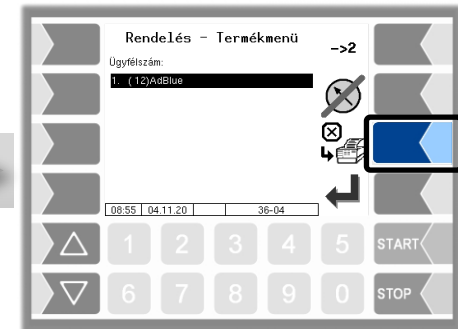 Rendelés - Termékmenü
->2
Ügyfélszám:
1. (12)AdBlue
08:55 04.11.20 36-04
1 2 3 4 5 START
6 7 8 9 0 STOP